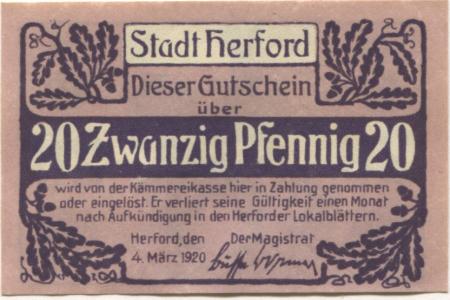 Stadt Herford
Dieser Gutschein
über
20 Zwanzig Pfennig 20
wird von der Kämmereikasse hier in Zahlung genommen
oder eingelöst. Er verliert seine Gültigkeit einen Monat
nach Aufkündigung in den Herforder Lokalblättern.
Herford, den Der Magistrat
4. März 1920